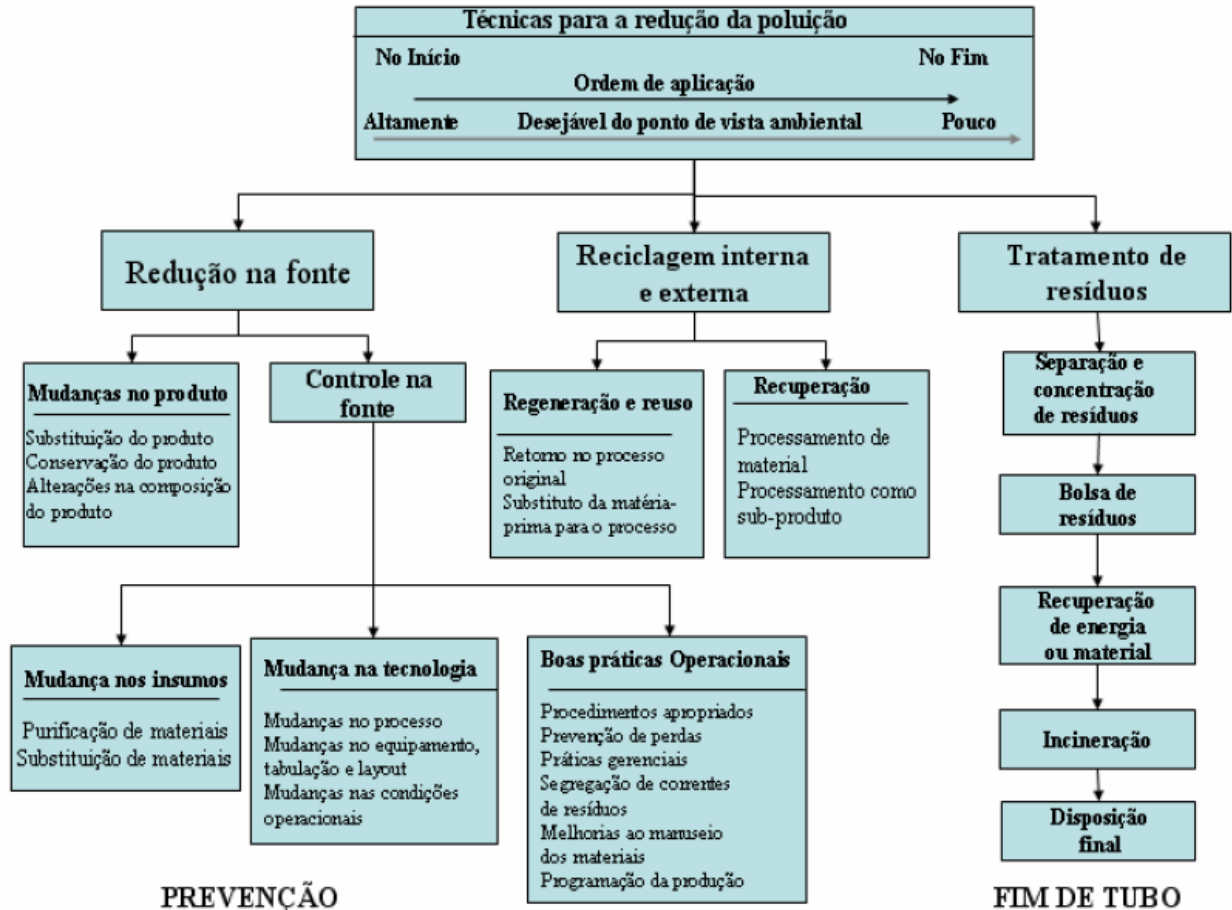 Técnicas para a redução da poluição
No Início
No Fim
Ordem de aplicação
Altamente
Desejável do ponto de vista ambiental
Pouco
Redução na fonte
Reciclagem interna
e externa
Tratamento de
resíduos
Mudanças no produto
Substituição do produto
Conservação do produto
Alterações na composição
do produto
Controle na
fonte
Regeneração e reuso
Retorno no processo
original
Substituto da matéria-
prima para o processo
Recuperação
Processamento de
material
Processamento como
sub-produto
Separação e
concentração
de resíduos
Bolsa de
resíduos
Recuperação
de energia
ou material
Incineração
Disposição
final
Mudança nos insumos
Purificação de materiais
Substituição de materiais
Mudança na tecnologia
Mudanças no processo
Mudanças no equipamento,
tabulação e layout
Mudanças nas condições
operacionais
Boas práticas Operacionais
Procedimentos apropriados
Prevenção de perdas
Práticas gerenciais
Segregação de correntes
de resíduos
Melhorias ao manuseio
dos materiais
Programação da produção
PREVENÇÃO
FIM DE TUBO